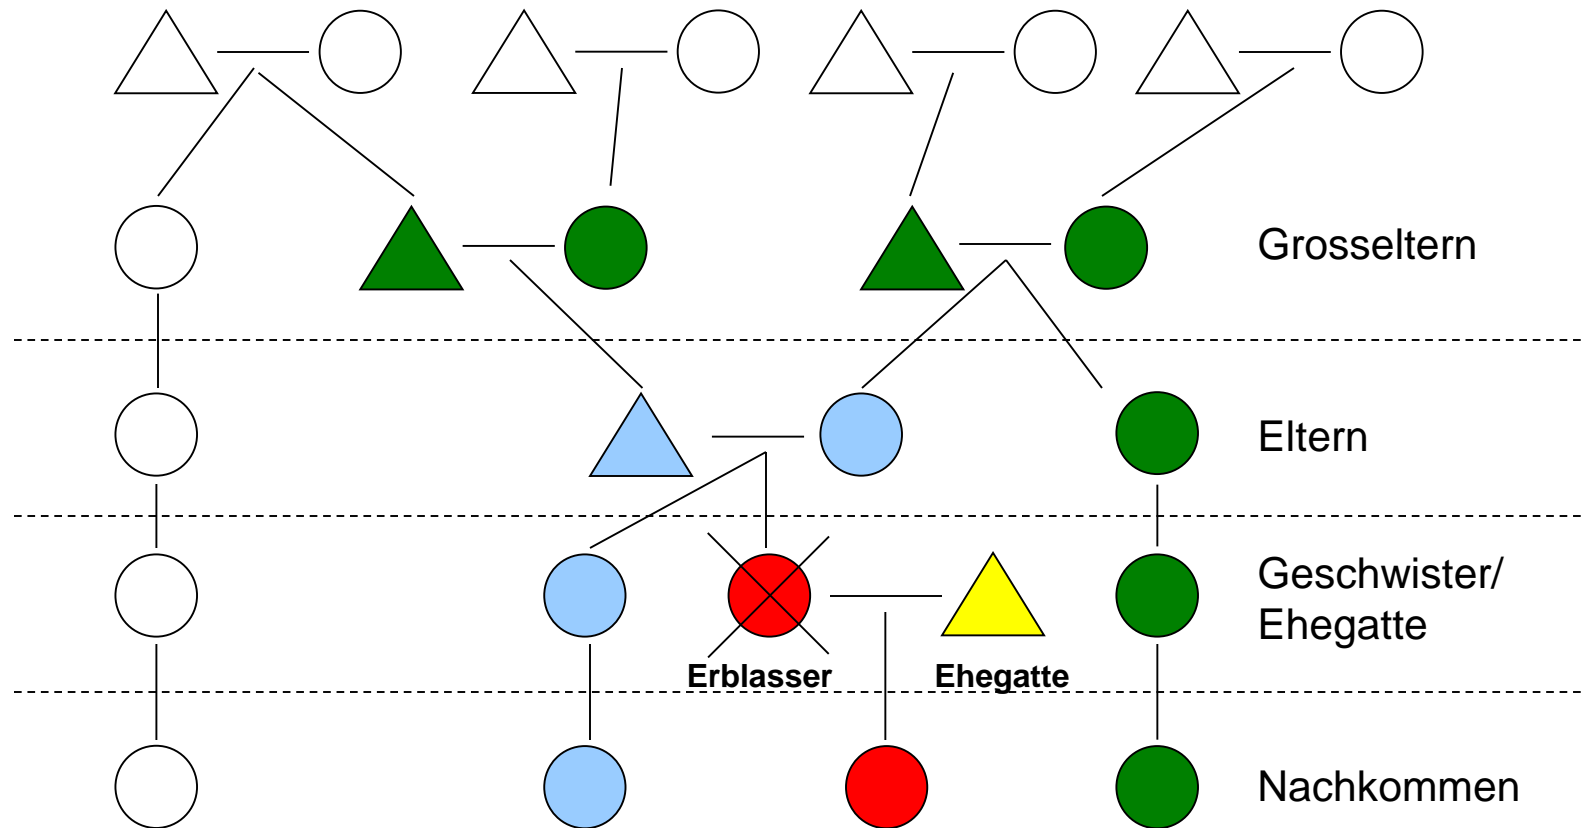 Grosseltern
Eltern
Geschwister/
Ehegatte
Erblasser
Ehegatte
Nachkommen